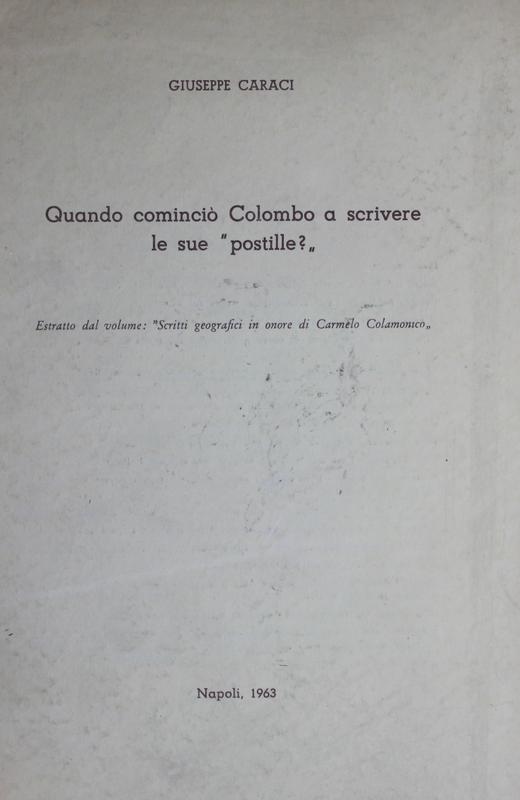 GIUSEPPE CARACI
Quando cominciò Colombo a scrivere
le sue "postille?„
Estratto dal volume: "Scritti geografici in onore di Carmelo Colamonico„
Napoli, 1963